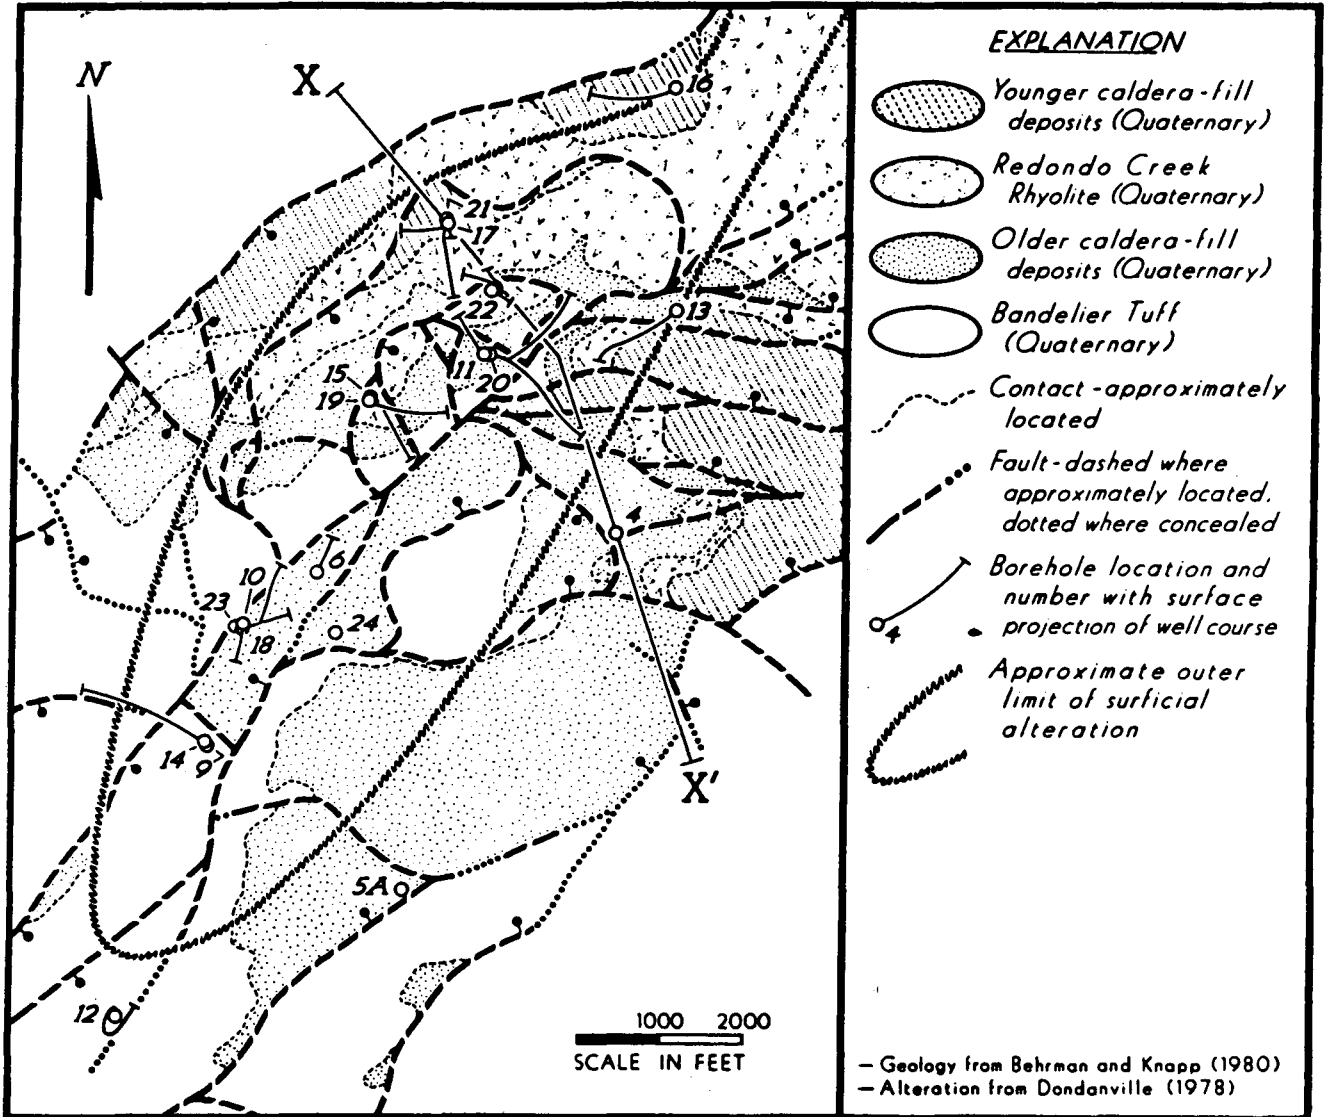 N
X
16
21
17
22
13
11
20
15
19
4
10
6
23
18
24
14
9
X'
5A
12
1000 2000
SCALE IN FEET
EXPLANATION
Younger caldera-fill
deposits (Quaternary)
Redondo Creek
Rhyolite (Quaternary)
Older caldera-fill
deposits (Quaternary)
Bandelier Tuff
(Quaternary)
Contact-approximately
located
Fault-dashed where
approximately located.
dotted where concealed
Borehole location and
number with surface
projection of well course
4
Approximate outer
limit of surficial
alteration
- Geology from Behrman and Knapp (1980)
- Alteration from Dondanville (1978)